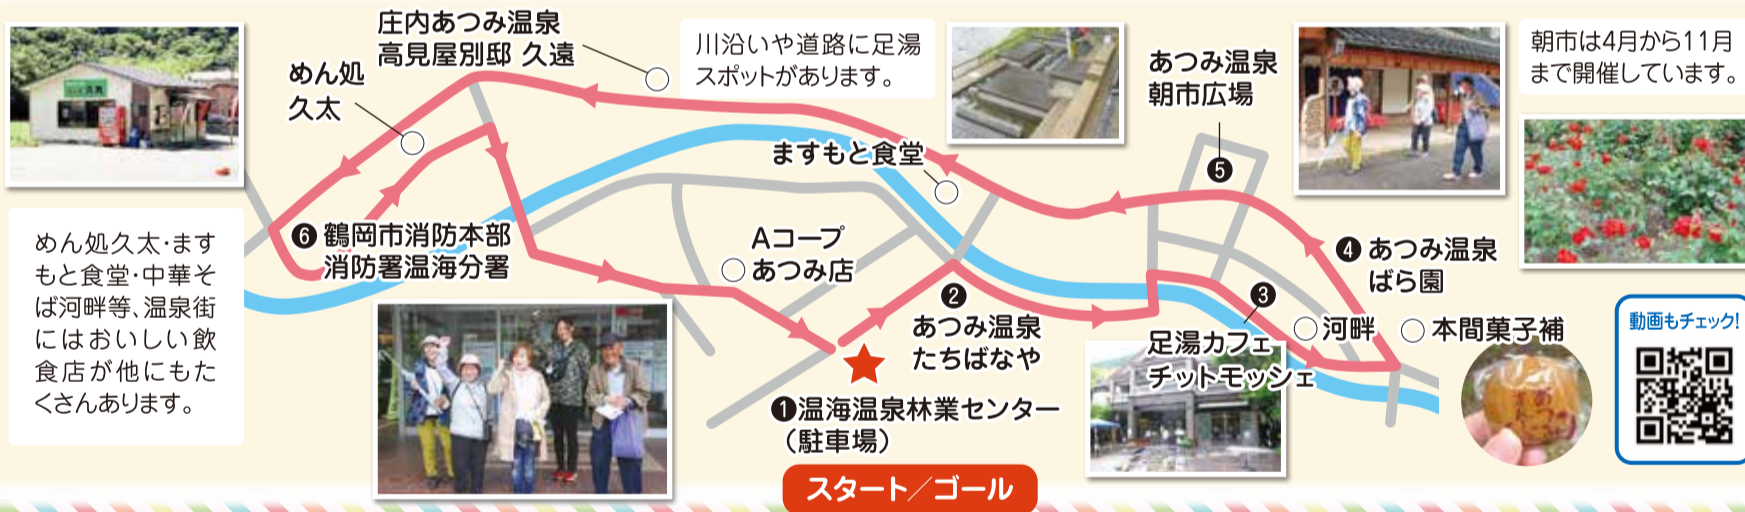 庄内あつみ温泉
高見屋別邸 久遠
めん処
久太
川沿いや道路に足湯
スポットがあります。
あつみ温泉
朝市広場
朝市は4月から11月
まで開催しています。
ますもと食堂
❺
❻ 鶴岡市消防本部
消防署温海分署
Aコープ
あつみ店
❹ あつみ温泉
ばら園
めん処久太・ます
もと食堂・中華そ
ば河畔等、温泉街
にはおいしい飲
食店が他にもた
くさんあります。
❷
あつみ温泉
たちばなや
❸
足湯カフェ
チットモッシェ
河畔
本間菓子補
動画もチェック!
❶温海温泉林業センター
（駐車場）
スタート／ゴール